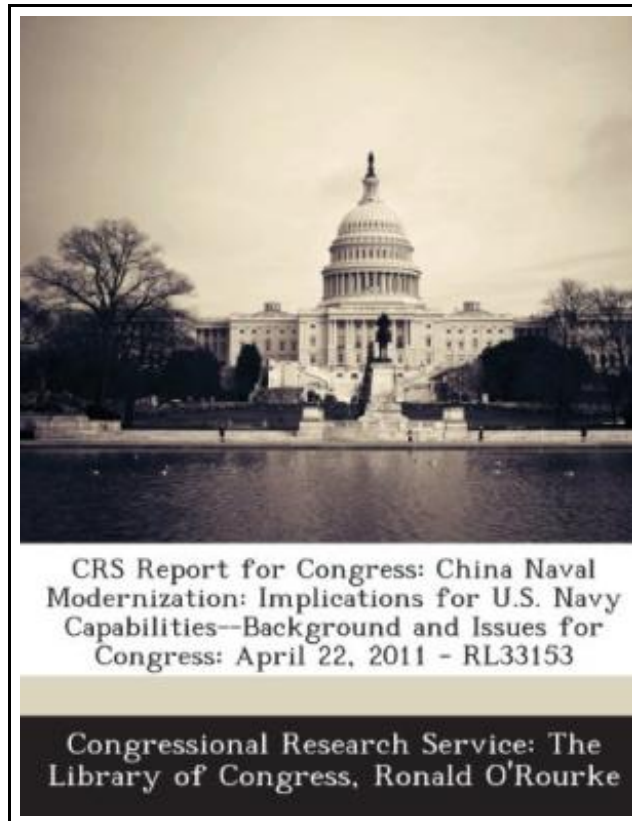 CRS Report for Congress: China Naval
Modernization: Implications for U.S. Navy
Capabilities--Background and Issues for
Congress: April 22, 2011 - RL33153
Congressional Research Service: The
Library of Congress, Ronald O'Rourke